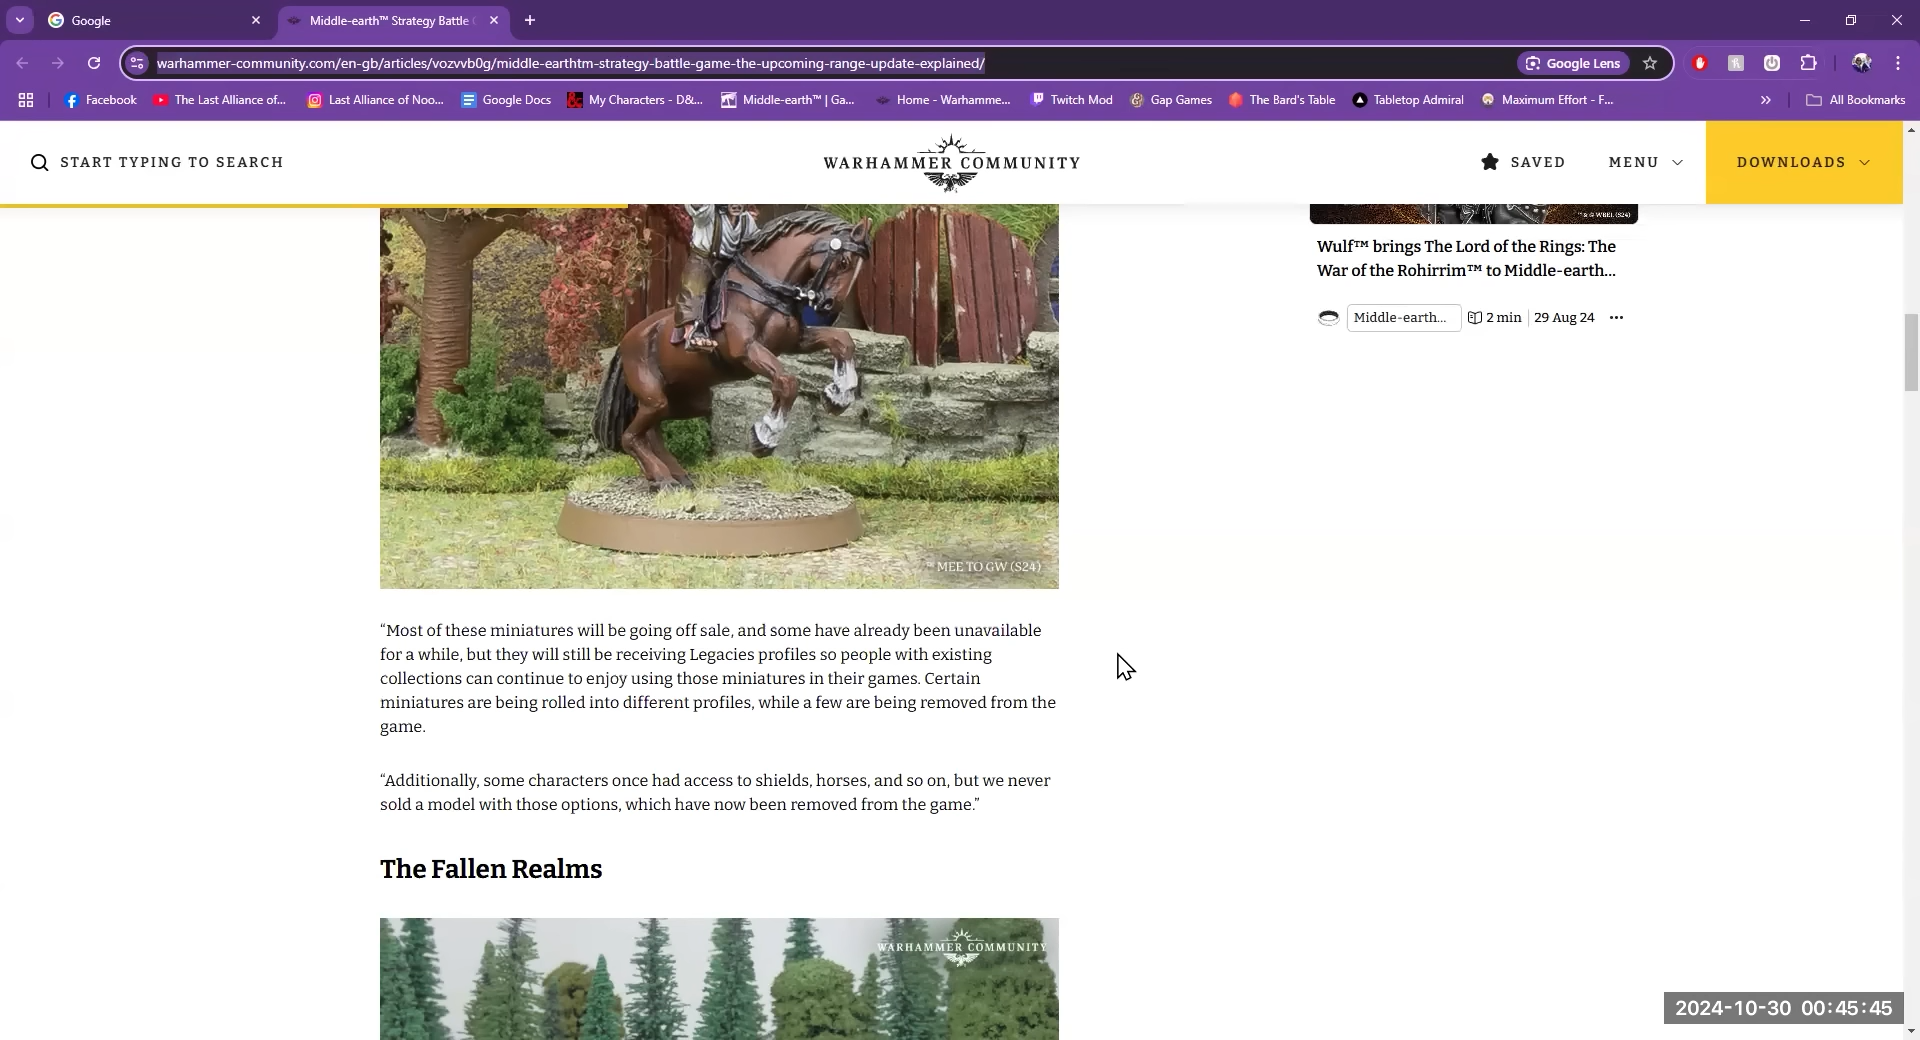 Google
Middle-earth™ Strategy Battle
warhammer-community.com/en-gb/articles/vozvvb0g/middle-earthtm-strategy-battle-game-the-upcoming-range-update-explained/
Google Lens
Facebook
The Last Alliance of...
Last Alliance of Noo...
Google Docs
My Characters - D&...
Middle-earth™ | Ga...
Home - Warhamme...
Twitch Mod
Gap Games
The Bard's Table
Tabletop Admiral
Maximum Effort - F...
»
All Bookmarks
START TYPING TO SEARCH
WARHAMMER COMMUNITY
SAVED
MENU
DOWNLOADS
™ & © WBEI. (S24)
Wulf™ brings The Lord of the Rings: The
War of the Rohirrim™ to Middle-earth...
Middle-earth...
2 min
29 Aug 24
MEE TO GW (S24)
“Most of these miniatures will be going off sale, and some have already been unavailable
for a while, but they will still be receiving Legacies profiles so people with existing
collections can continue to enjoy using those miniatures in their games. Certain
miniatures are being rolled into different profiles, while a few are being removed from the
game.
“Additionally, some characters once had access to shields, horses, and so on, but we never
sold a model with those options, which have now been removed from the game.”
The Fallen Realms
WARHAMMER COMMUNITY
2024-10-30 00:45:45